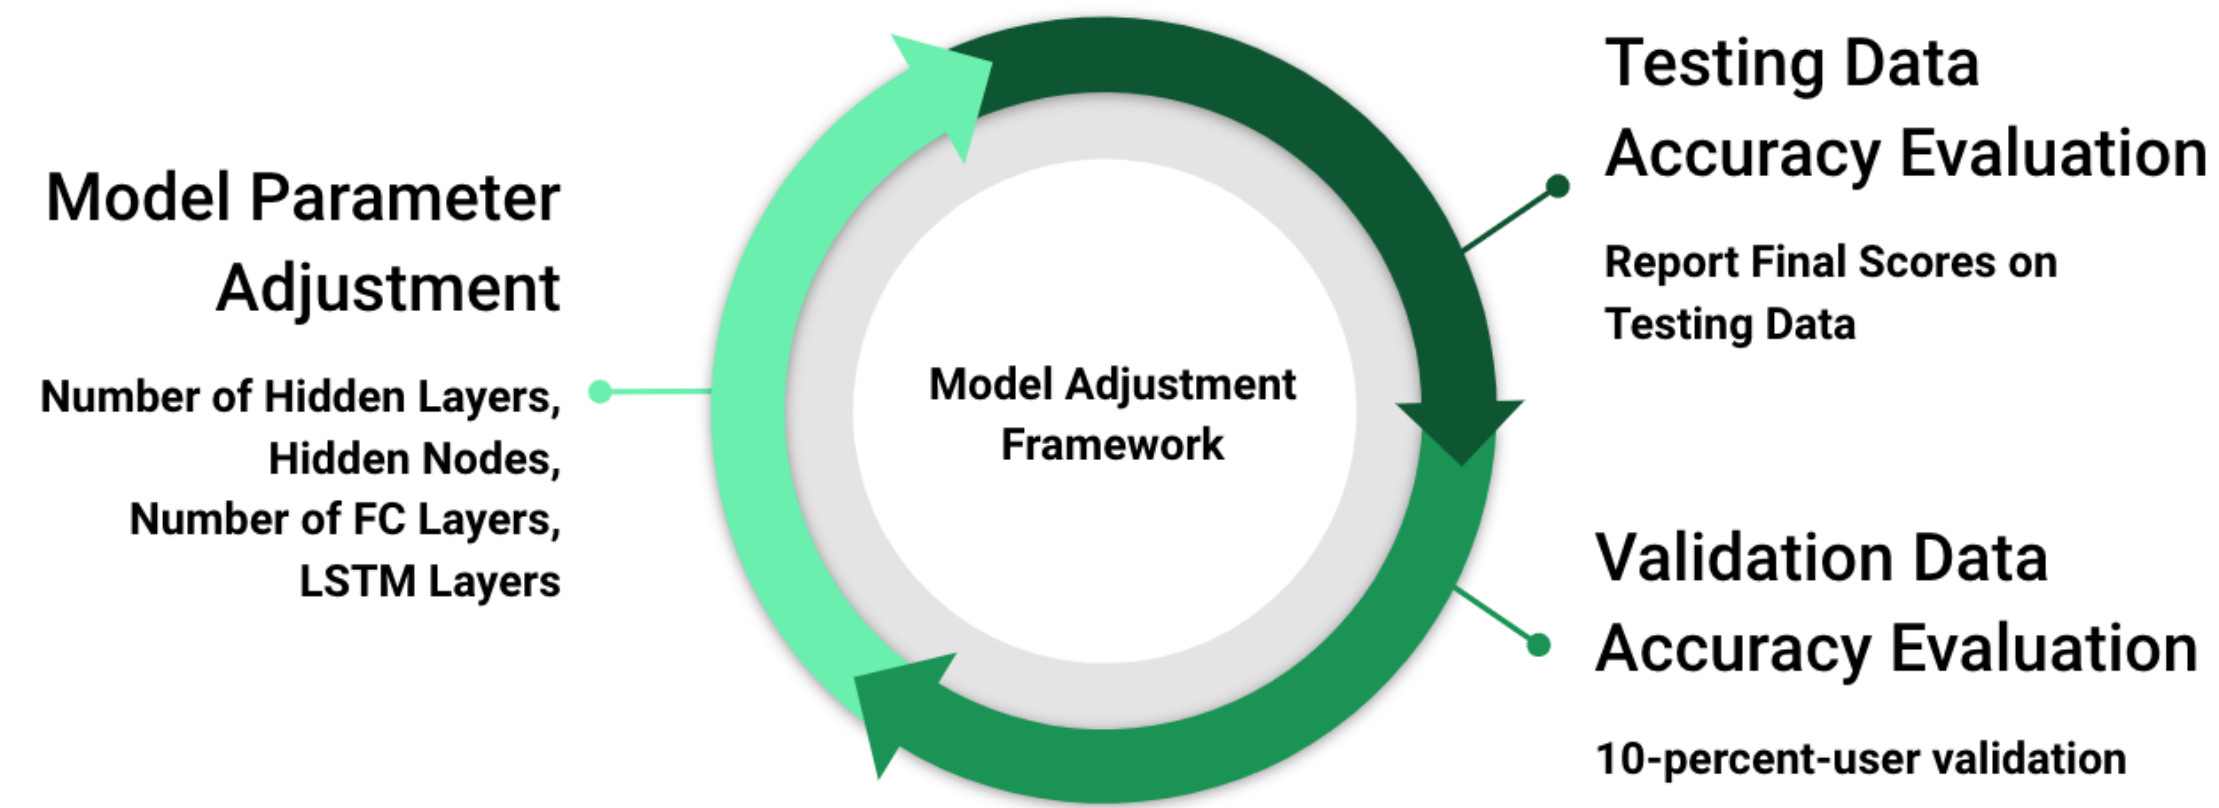 Model Parameter
Adjustment
Number of Hidden Layers,
Hidden Nodes,
Number of FC Layers,
LSTM Layers
Model Adjustment
Framework
Testing Data
Accuracy Evaluation
Report Final Scores on
Testing Data
Validation Data
Accuracy Evaluation
10-percent-user validation